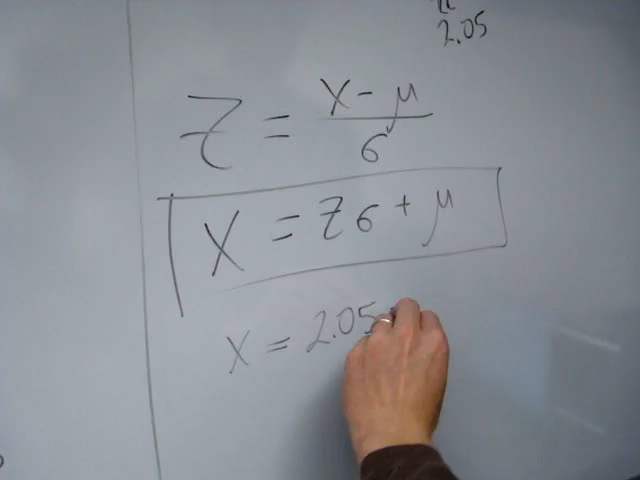 2.05
Z = X - μ
σ
X = Zσ + μ
X = 2.05